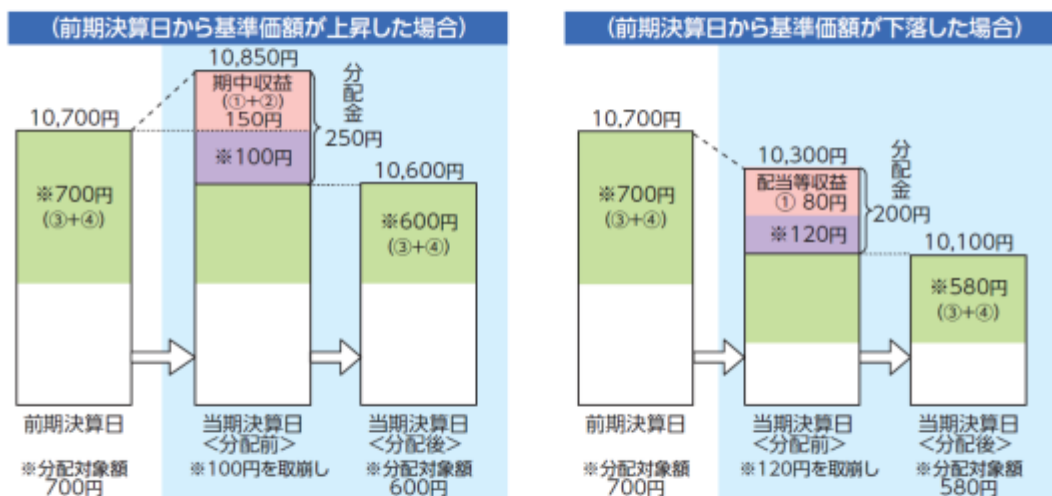 (前期決算日から基準価額が上昇した場合)
10,700円
※700円
(③+④)
10,850円
期中収益
(①+②)
150円
※100円
分配金
250円
10,600円
※600円
(③+④)
前期決算日
当期決算日
<分配前>
当期決算日
<分配後>
※分配対象額
700円
※100円を取崩し
※分配対象額
600円
(前期決算日から基準価額が下落した場合)
10,700円
※700円
(③+④)
10,300円
配当等収益
① 80円
※120円
分配金
200円
10,100円
※580円
(③+④)
前期決算日
当期決算日
<分配前>
当期決算日
<分配後>
※分配対象額
700円
※120円を取崩し
※分配対象額
580円